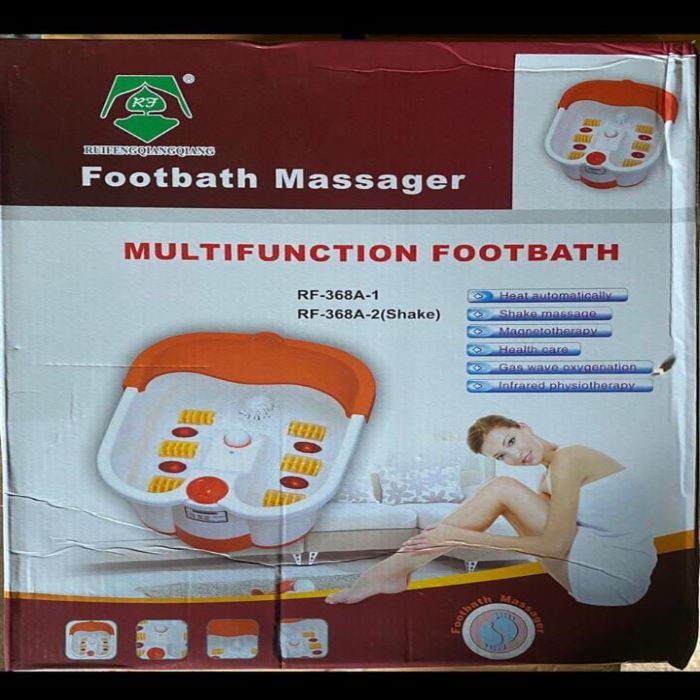 RF
®
RUIFENGQIANGQIANG
Footbath Massager
MULTIFUNCTION FOOTBATH
RF-368A-1
RF-368A-2(Shake)
Heat automatically
Shake massage
Magnetotherapy
Health care
Gas wave oxygenation
Infrared physiotherapy
Footbath Massager